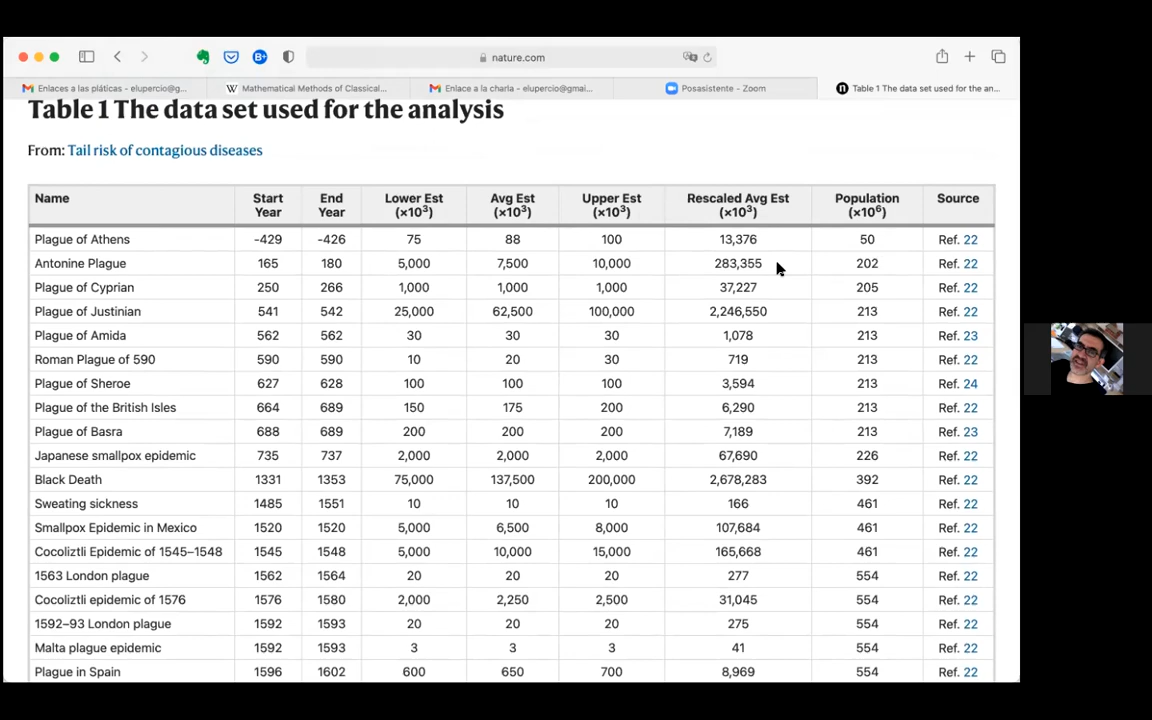 nature.com
Enlaces a las pláticas - elupercio@g...
W Mathematical Methods of Classical...
Enlace a la charla - elupercio@gmai...
Posasistente - Zoom
n Table 1 The data set used for the an...
Table 1 The data set used for the analysis
From: Tail risk of contagious diseases
Name Start Year End Year Lower Est (×10³) Avg Est (×10³) Upper Est (×10³) Rescaled Avg Est (×10³) Population (×10⁶) Source
Plague of Athens -429 -426 75 88 100 13,376 50 Ref. 22
Antonine Plague 165 180 5,000 7,500 10,000 283,355 202 Ref. 22
Plague of Cyprian 250 266 1,000 1,000 1,000 37,227 205 Ref. 22
Plague of Justinian 541 542 25,000 62,500 100,000 2,246,550 213 Ref. 22
Plague of Amida 562 562 30 30 30 1,078 213 Ref. 23
Roman Plague of 590 590 590 10 20 30 719 213 Ref. 22
Plague of Sheroe 627 628 100 100 100 3,594 213 Ref. 24
Plague of the British Isles 664 689 150 175 200 6,290 213 Ref. 22
Plague of Basra 688 689 200 200 200 7,189 213 Ref. 23
Japanese smallpox epidemic 735 737 2,000 2,000 2,000 67,690 226 Ref. 22
Black Death 1331 1353 75,000 137,500 200,000 2,678,283 392 Ref. 22
Sweating sickness 1485 1551 10 10 10 166 461 Ref. 22
Smallpox Epidemic in Mexico 1520 1520 5,000 6,500 8,000 107,684 461 Ref. 22
Cocoliztli Epidemic of 1545–1548 1545 1548 5,000 10,000 15,000 165,668 461 Ref. 22
1563 London plague 1562 1564 20 20 20 277 554 Ref. 22
Cocoliztli epidemic of 1576 1576 1580 2,000 2,250 2,500 31,045 554 Ref. 22
1592–93 London plague 1592 1593 20 20 20 275 554 Ref. 22
Malta plague epidemic 1592 1593 3 3 3 41 554 Ref. 22
Plague in Spain 1596 1602 600 650 700 8,969 554 Ref. 22